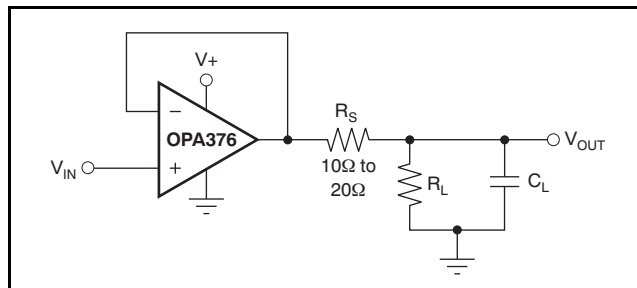 V+
−
OPA376
+
V_IN
R_S
10Ω to
20Ω
R_L
C_L
V_OUT